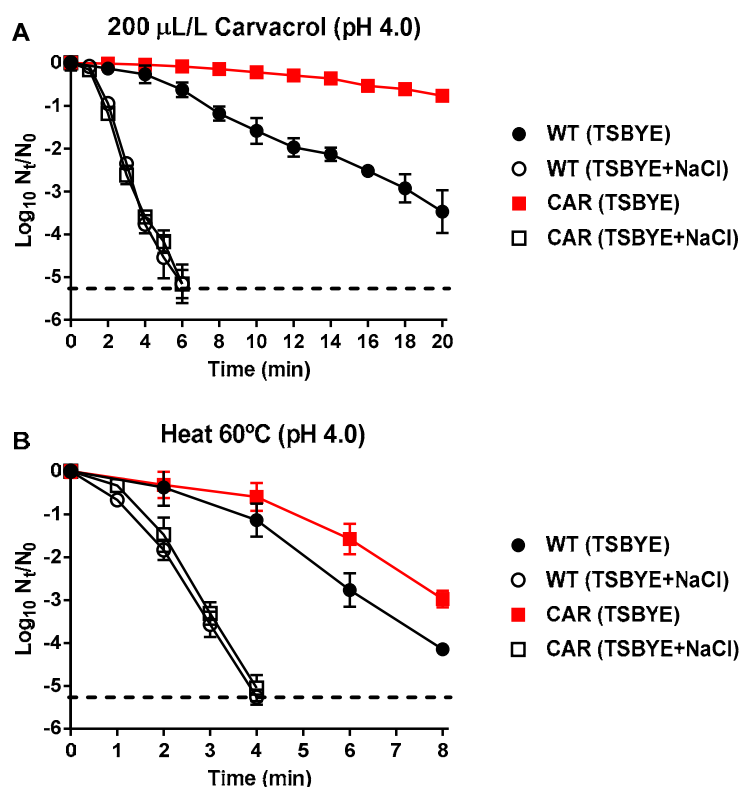 A
200 µL/L Carvacrol (pH 4.0)
0
-1
-2
-3
-4
-5
-6
Log10 Nt/N0
0 2 4 6 8 10 12 14 16 18 20
Time (min)
WT (TSBYE)
WT (TSBYE+NaCl)
CAR (TSBYE)
CAR (TSBYE+NaCl)
B
Heat 60ºC (pH 4.0)
0
-1
-2
-3
-4
-5
-6
Log10 Nt/N0
0 1 2 3 4 5 6 7 8
Time (min)
WT (TSBYE)
WT (TSBYE+NaCl)
CAR (TSBYE)
CAR (TSBYE+NaCl)